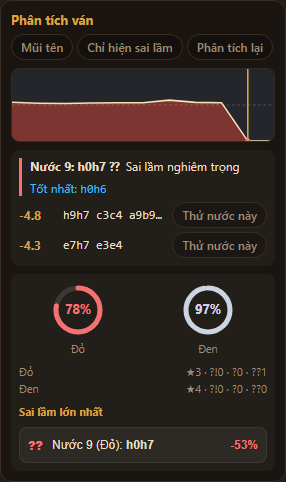 Phân tích ván
Mũi tên Chỉ hiện sai lầm Phân tích lại
Nước 9: h0h7 ?? Sai lầm nghiêm trọng
Tốt nhất: h0h6
-4.8 h9h7 c3c4 a9b9… Thử nước này
-4.3 e7h7 e3e4 Thử nước này
78% 97%
Đỏ Đen
Đỏ ★3 · ?!0 · ?0 · ??1
Đen ★4 · ?!0 · ?0 · ??0
Sai lầm lớn nhất
?? Nước 9 (Đỏ): h0h7 -53%